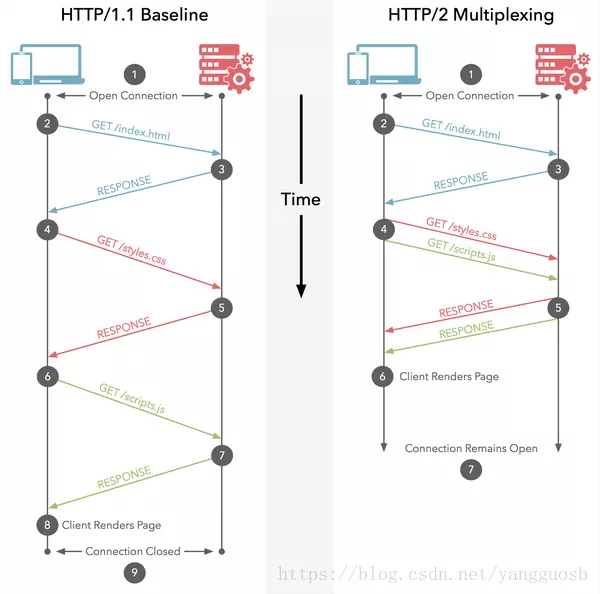 HTTP/1.1 Baseline
1
Open Connection
2
GET /index.html
3
RESPONSE
4
GET /styles.css
5
RESPONSE
6
GET /scripts.js
7
RESPONSE
8
Client Renders Page
Connection Closed
9
Time
HTTP/2 Multiplexing
1
Open Connection
2
GET /index.html
3
RESPONSE
4
GET /styles.css
GET /scripts.js
5
RESPONSE
RESPONSE
6
Client Renders Page
Connection Remains Open
7
https://blog.csdn.net/yangguosb